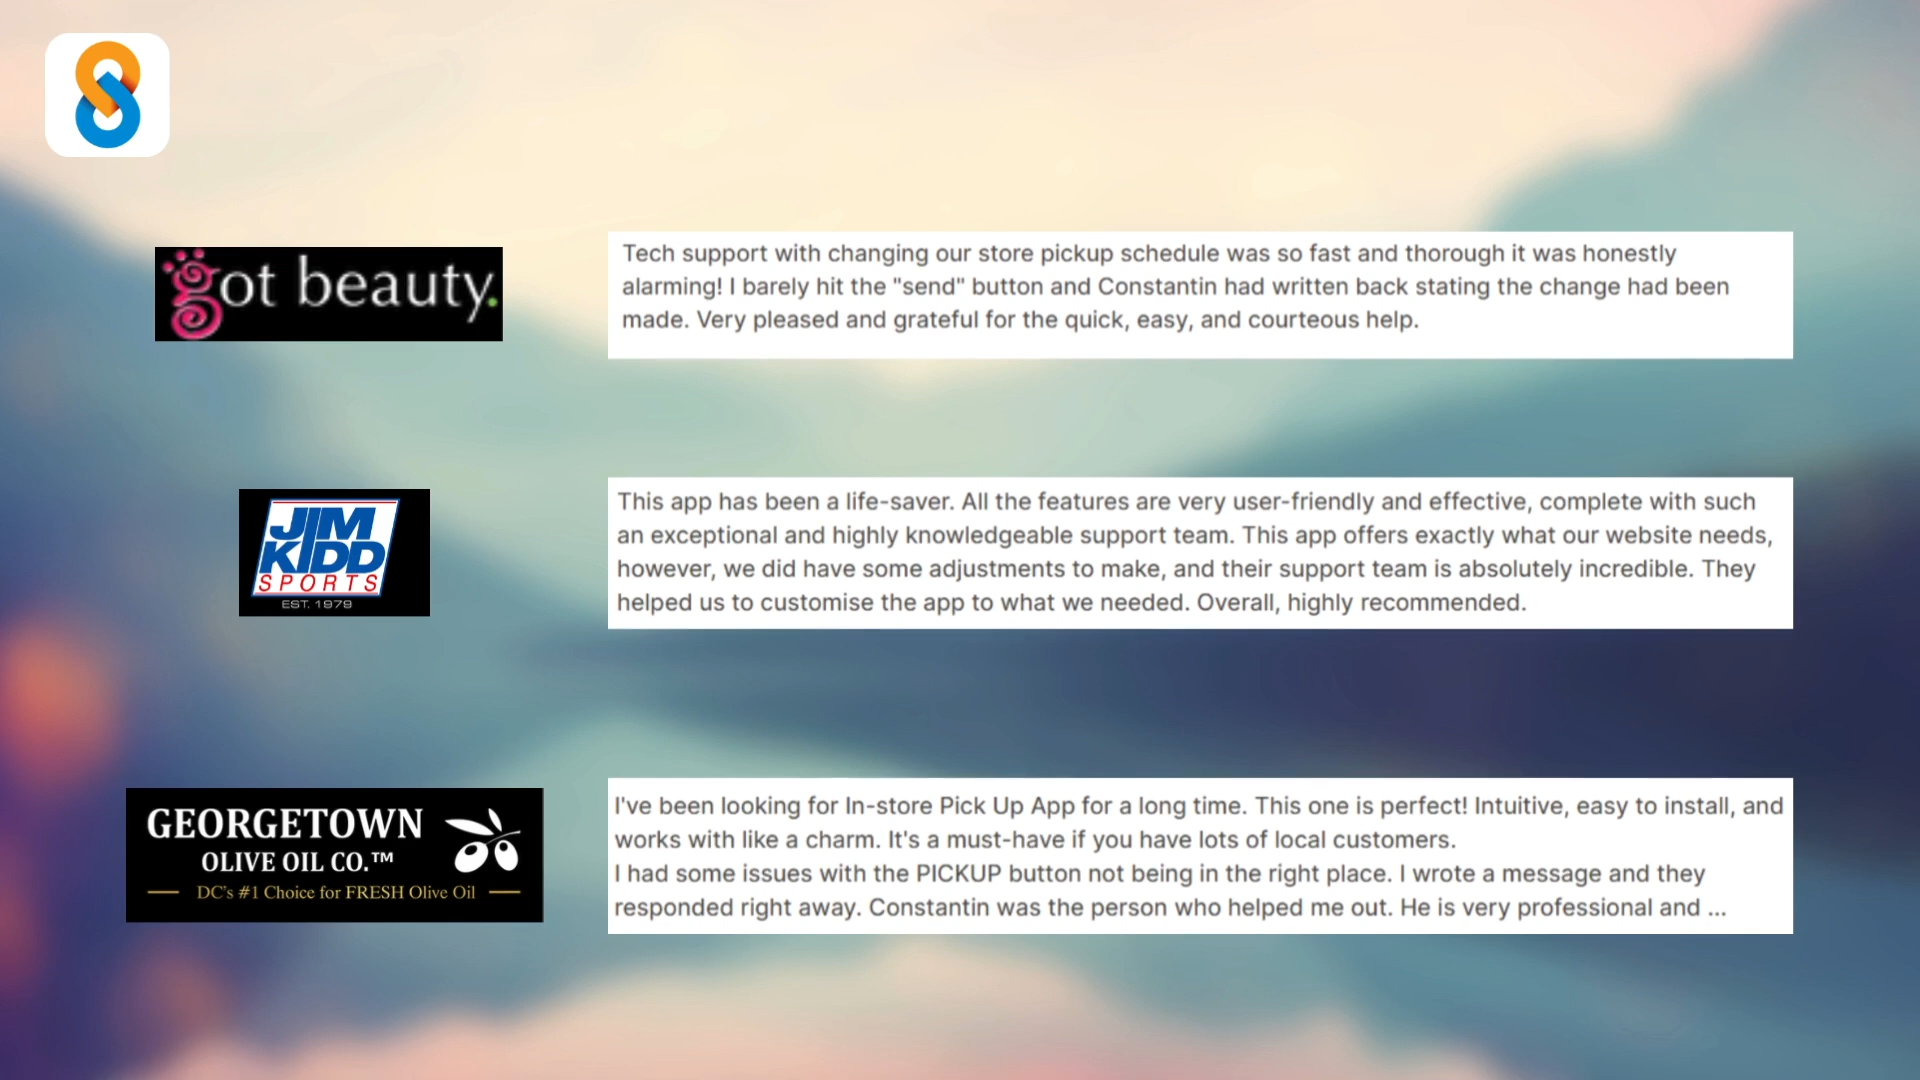 got beauty.
Tech support with changing our store pickup schedule was so fast and thorough it was honestly
alarming! I barely hit the "send" button and Constantin had written back stating the change had been
made. Very pleased and grateful for the quick, easy, and courteous help.
JIM
KIDD
SPORTS
EST. 1979
This app has been a life-saver. All the features are very user-friendly and effective, complete with such
an exceptional and highly knowledgeable support team. This app offers exactly what our website needs,
however, we did have some adjustments to make, and their support team is absolutely incredible. They
helped us to customise the app to what we needed. Overall, highly recommended.
GEORGETOWN
OLIVE OIL CO.™
DC's #1 Choice for FRESH Olive Oil
I've been looking for In-store Pick Up App for a long time. This one is perfect! Intuitive, easy to install, and
works with like a charm. It's a must-have if you have lots of local customers.
I had some issues with the PICKUP button not being in the right place. I wrote a message and they
responded right away. Constantin was the person who helped me out. He is very professional and ...